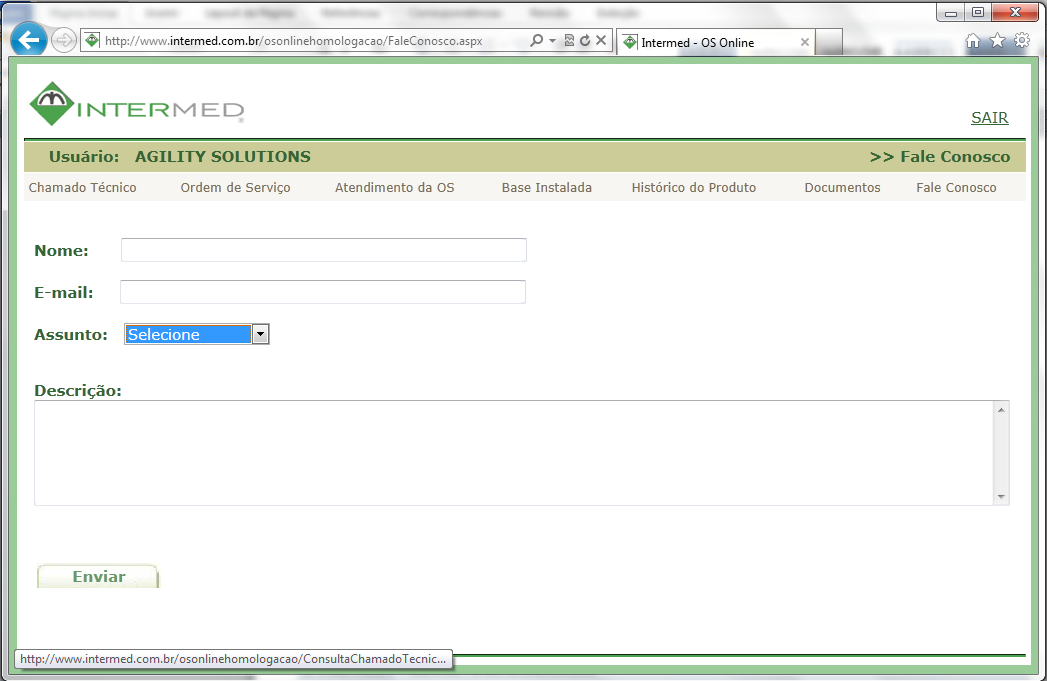 http://www.intermed.com.br/osonlinehomologacao/FaleConosco.aspx
Intermed - OS Online
INTERMED®
SAIR
Usuário: AGILITY SOLUTIONS
>> Fale Conosco
Chamado Técnico Ordem de Serviço Atendimento da OS Base Instalada Histórico do Produto Documentos Fale Conosco
Nome:
E-mail:
Assunto: Selecione
Descrição:
Enviar
http://www.intermed.com.br/osonlinehomologacao/ConsultaChamadoTecnic...